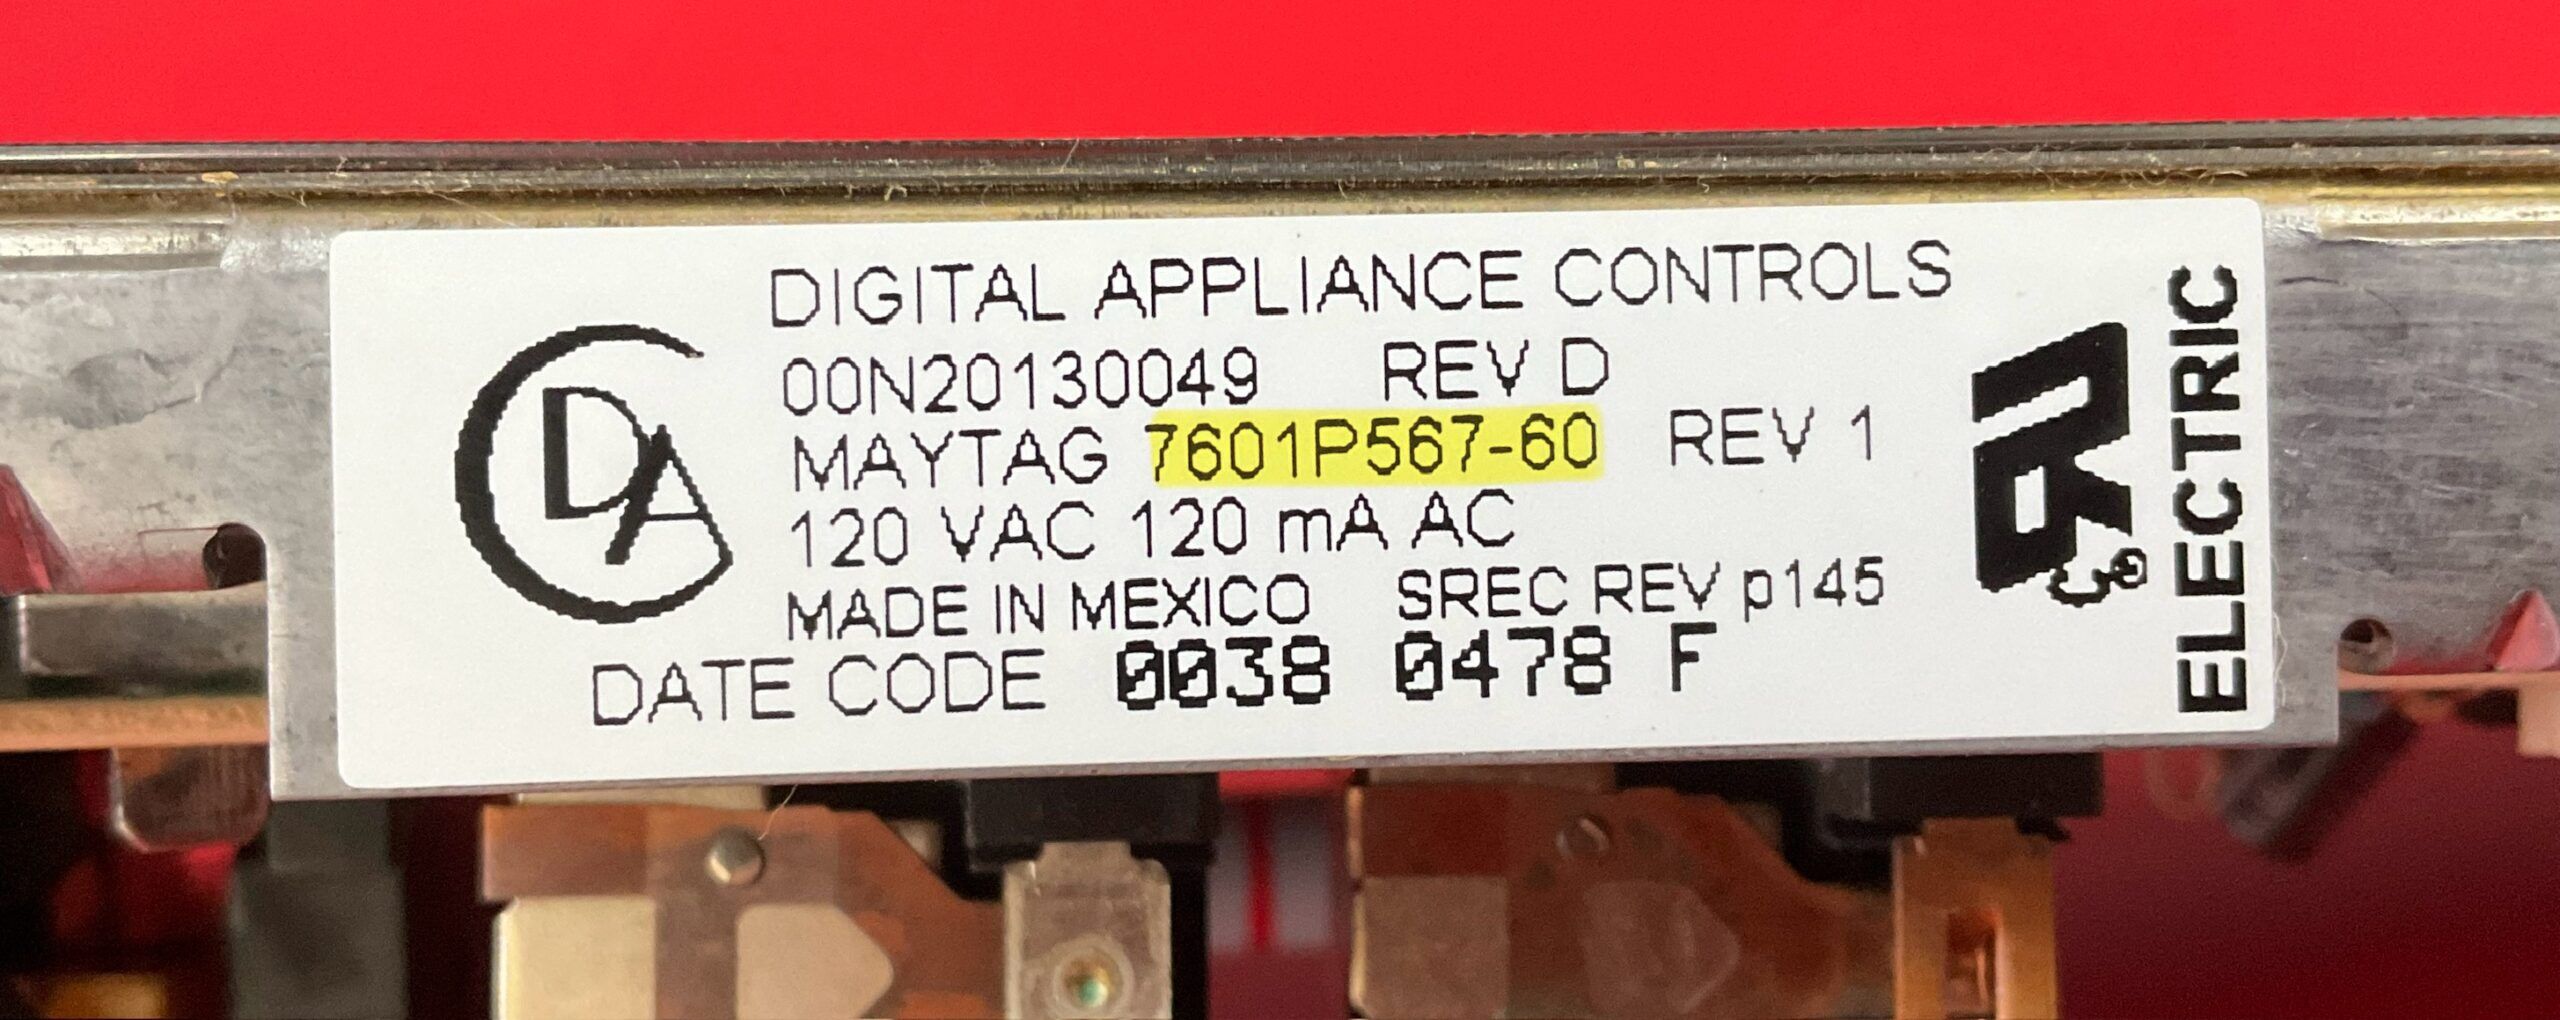 DIGITAL APPLIANCE CONTROLS
00N20130049 REV D
MAYTAG 7601P567-60 REV 1
120 VAC 120 mA AC
MADE IN MEXICO SREC REV p145
DATE CODE 0038 0478 F
DA
ELECTRIC